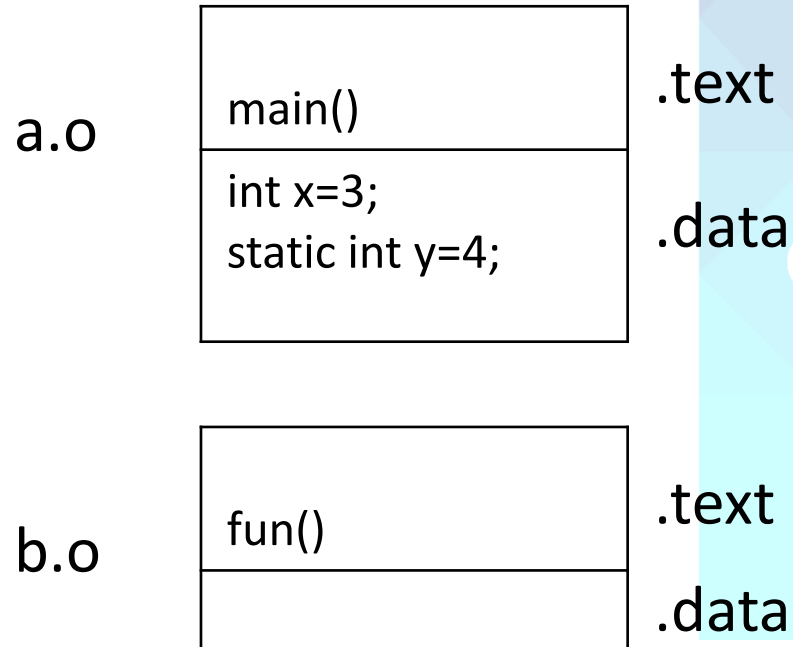 a.o
main()
.text
int x=3;
static int y=4;
.data
b.o
fun()
.text
.data